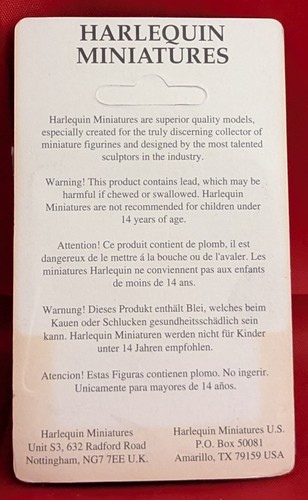 HARLEQUIN
MINIATURES
Harlequin Miniatures are superior quality models,
especially created for the truly discerning collector of
miniature figurines and designed by the most talented
sculptors in the industry.
Warning! This product contains lead, which may be
harmful if chewed or swallowed. Harlequin
Miniatures are not recommended for children under
14 years of age.
Attention! Ce produit contient de plomb, il est
dangereux de le mettre á la bouche ou de l'avaler. Les
miniatures Harlequin ne conviennent pas aux enfants
de moins de 14 ans.
Warnung! Dieses Produkt enthält Blei, welches beim
Kauen oder Schlucken gesundheitsschädlich sein
kann. Harlequin Miniaturen werden nicht für Kinder
unter 14 Jahren empfohlen.
Atencion! Estas Figuras contienen plomo. No ingerir.
Unicamente para mayores de 14 años.
Harlequin Miniatures
Unit S3, 632 Radford Road
Nottingham, NG7 7EE U.K.
Harlequin Miniatures U.S.
P.O. Box 50081
Amarillo, TX 79159 USA